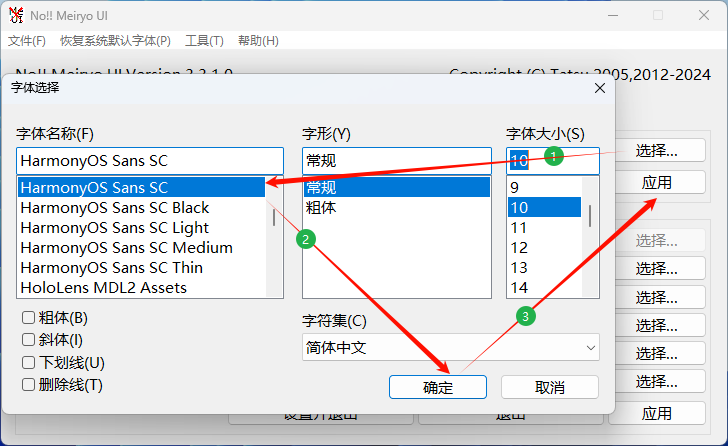 No!! Meiryo UI
文件(F) 恢复系统默认字体(P) 工具(T) 帮助(H)
No!! Meiryo UI Version 3.3.1.0 Copyright (C) Tatsu 2005,2012-2024
字体选择
字体名称(F) 字形(Y) 字体大小(S)
HarmonyOS Sans SC 常规 10 1 选择...
HarmonyOS Sans SC 常规 9 应用
HarmonyOS Sans SC Black 粗体 10
HarmonyOS Sans SC Light 11
2 HarmonyOS Sans SC Medium 12 选择...
HarmonyOS Sans SC Thin 13 选择...
HoloLens MDL2 Assets 14 选择...
粗体(B) 字符集(C) 3 选择...
斜体(I) 简体中文 选择...
下划线(U)
删除线(T) 确定 取消 选择...
设置并退出 退出 应用